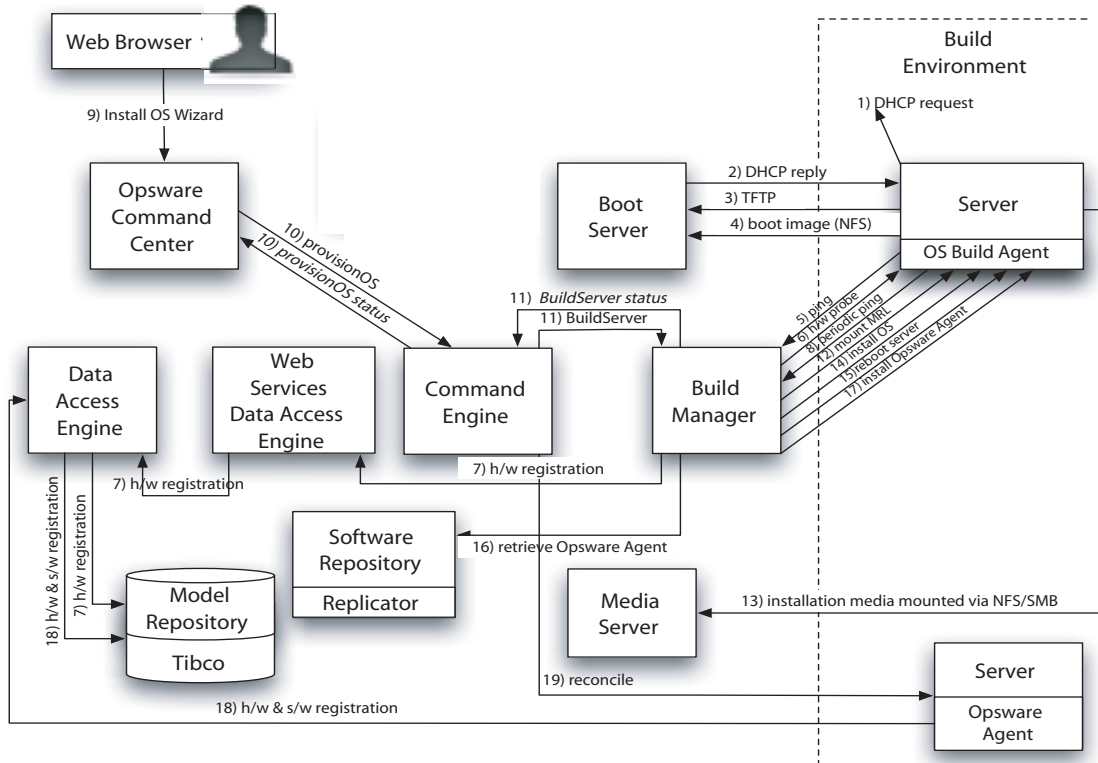 Web Browser
Build
Environment
1) DHCP request
9) Install OS Wizard
Opsware
Command
Center
Boot
Server
2) DHCP reply
3) TFTP
4) boot image (NFS)
Server
OS Build Agent
10) provisionOS
10) provisionOS status
11) BuildServer status
11) BuildServer
5) ping
6) h/w probe
8) periodic ping
12) mount MRL
14) install OS
15) reboot server
17) install Opsware Agent
Data
Access
Engine
Web
Services
Data Access
Engine
Command
Engine
Build
Manager
7) h/w registration
7) h/w registration
18) h/w & s/w registration
7) h/w registration
Software
Repository
Replicator
16) retrieve Opsware Agent
Model
Repository
Tibco
Media
Server
13) installation media mounted via NFS/SMB
19) reconcile
Server
Opsware
Agent
18) h/w & s/w registration